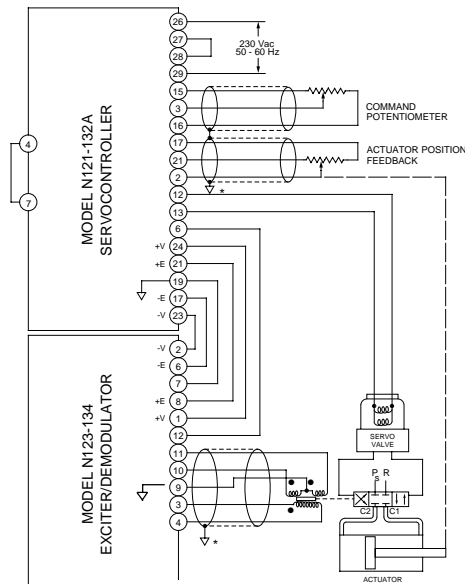 26
27
28
29
230 Vac
50 - 60 Hz
15
3
16
COMMAND
POTENTIOMETER
17
21
2
ACTUATOR POSITION
FEEDBACK
*
12
13
6
+V 24
+E 21
19
-E 17
-V 23
4
7
MODEL N121-132A
SERVOCONTROLLER
-V 2
-E 6
7
+E 8
+V 1
12
11
10
9
3
4
*
MODEL N123-134
EXCITER/DEMODULATOR
SERVO
VALVE
Ps R
C2 C1
ACTUATOR